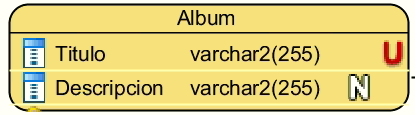 Album
Titulo varchar2(255) U
Descripcion varchar2(255) N